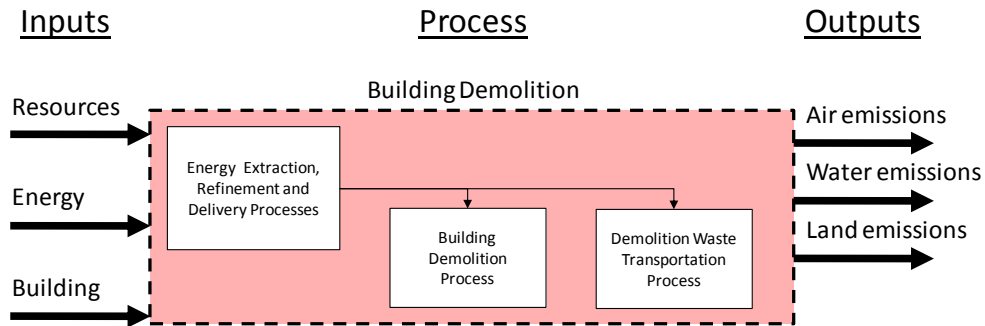 Inputs
Process
Outputs
Building Demolition
Resources
Energy
Building
Energy Extraction,
Refinement and
Delivery Processes
Building
Demolition
Process
Demolition Waste
Transportation
Process
Air emissions
Water emissions
Land emissions